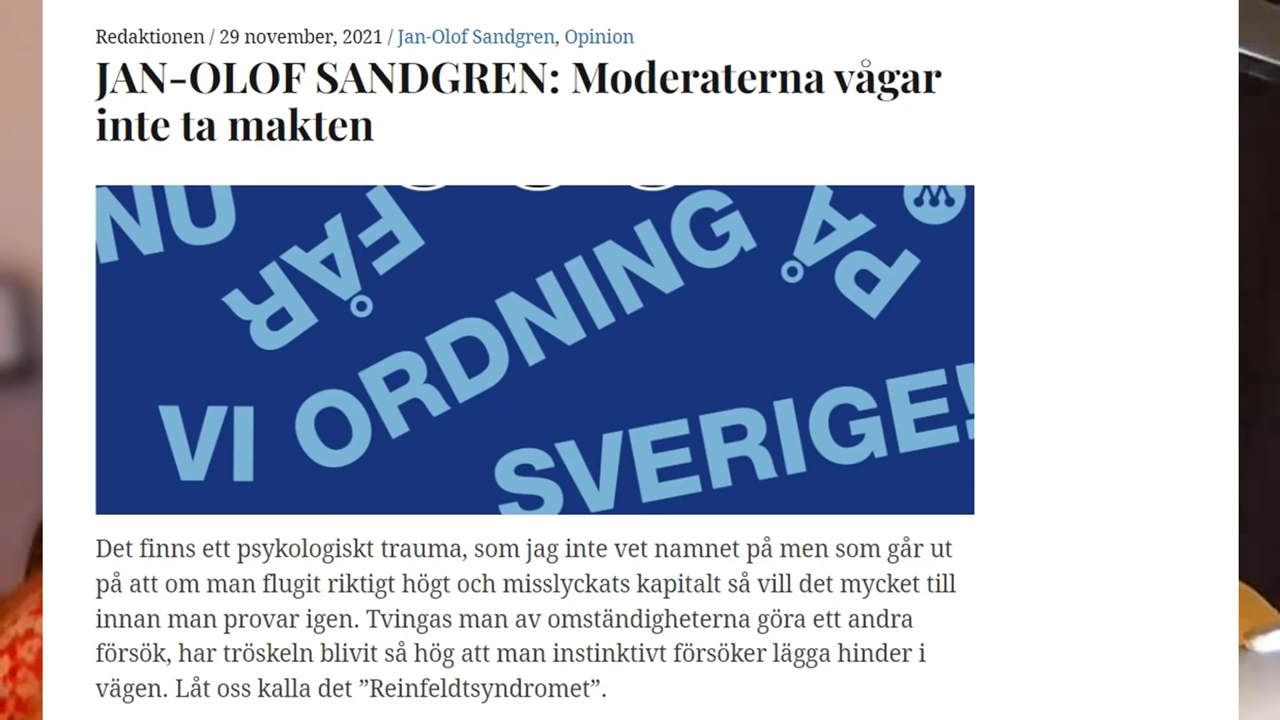 Redaktionen / 29 november, 2021 / Jan-Olof Sandgren, Opinion
JAN-OLOF SANDGREN: Moderaterna vågar
inte ta makten
NU
FÅR
VI ORDNING
PÅ
SVERIGE!
M
Det finns ett psykologiskt trauma, som jag inte vet namnet på men som går ut
på att om man flugit riktigt högt och misslyckats kapitalt så vill det mycket till
innan man provar igen. Tvingas man av omständigheterna göra ett andra
försök, har tröskeln blivit så hög att man instinktivt försöker lägga hinder i
vägen. Låt oss kalla det ”Reinfeldtsyndromet”.